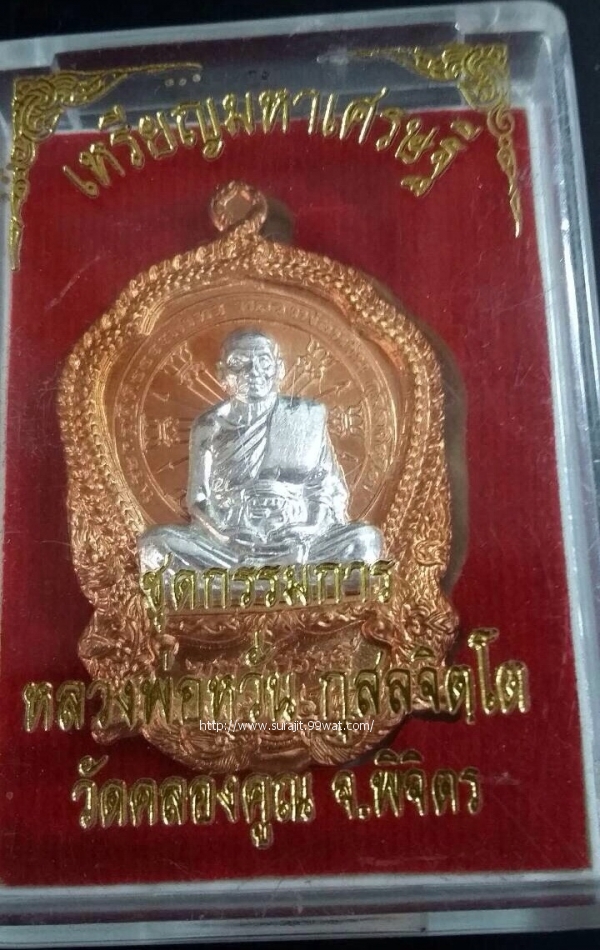 เหรียญมหาเศรษฐี
ชุดกรรมการ
หลวงพ่อหวั่น กุสลจิตโต
http://www.surajit.99wat.com/
วัดคลองคูณ จ.พิจิตร